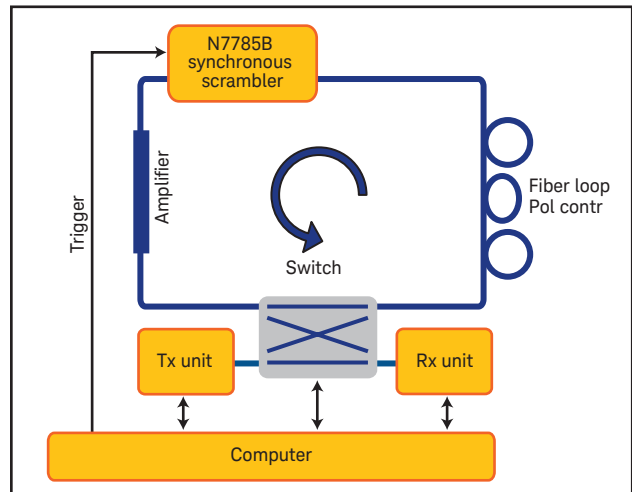 N7785B
synchronous
scrambler
Trigger
Amplifier
Fiber loop
Pol contr
Switch
Tx unit
Rx unit
Computer